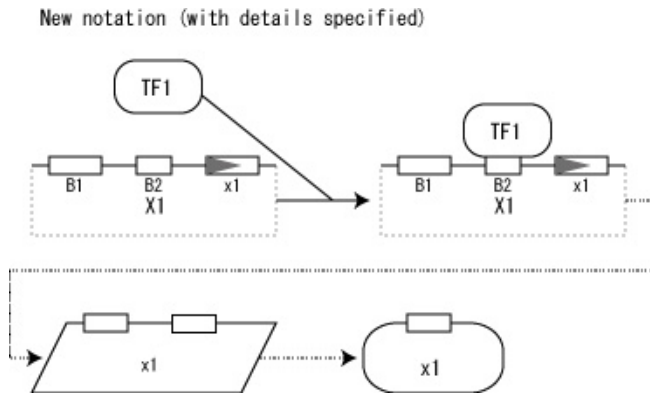 New notation (with details specified)
TF1
TF1
B1 B2 x1
X1
B1 B2 x1
X1
x1
x1